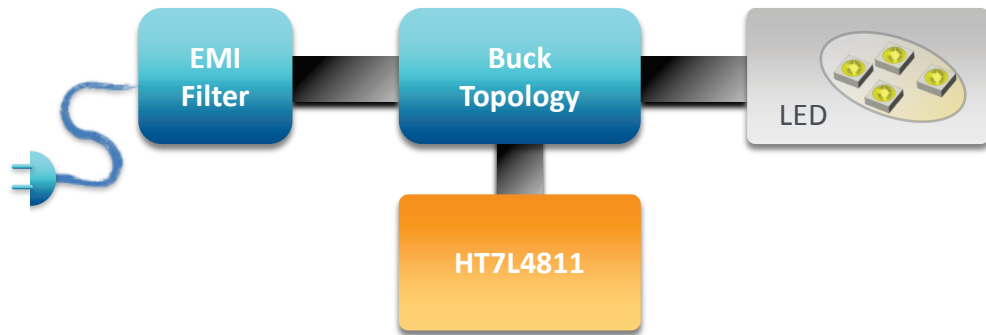 EMI
Filter
Buck
Topology
LED
HT7L4811